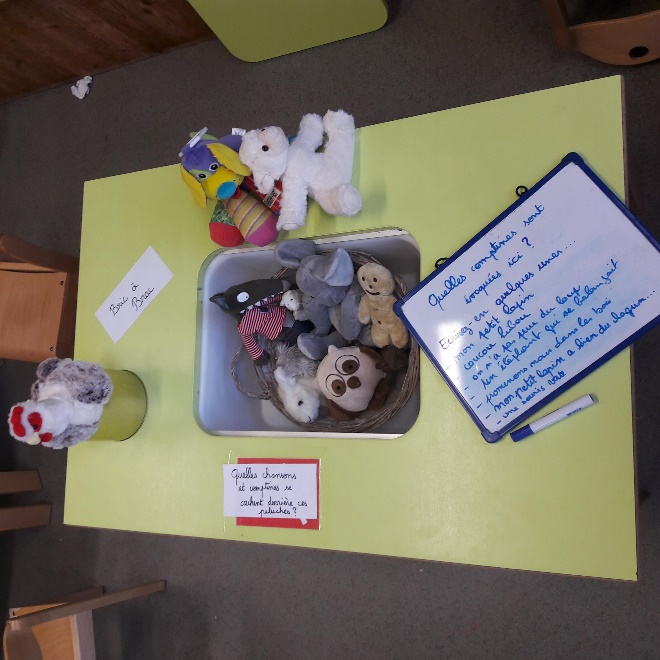 Bric à
Brac
Quelles chansons
et comptines se
cachent derrière ces
peluches ?
Quelles comptines sont
évoquées ici ?
Ecrivez-en quelques unes...
- mon petit lapin
- coucou hibou
- on n'a pas peur du loup
- un éléphant qui se balançait
- promenons nous dans les bois
- Mon petit lapin a bien du chagrin...
- une souris verte